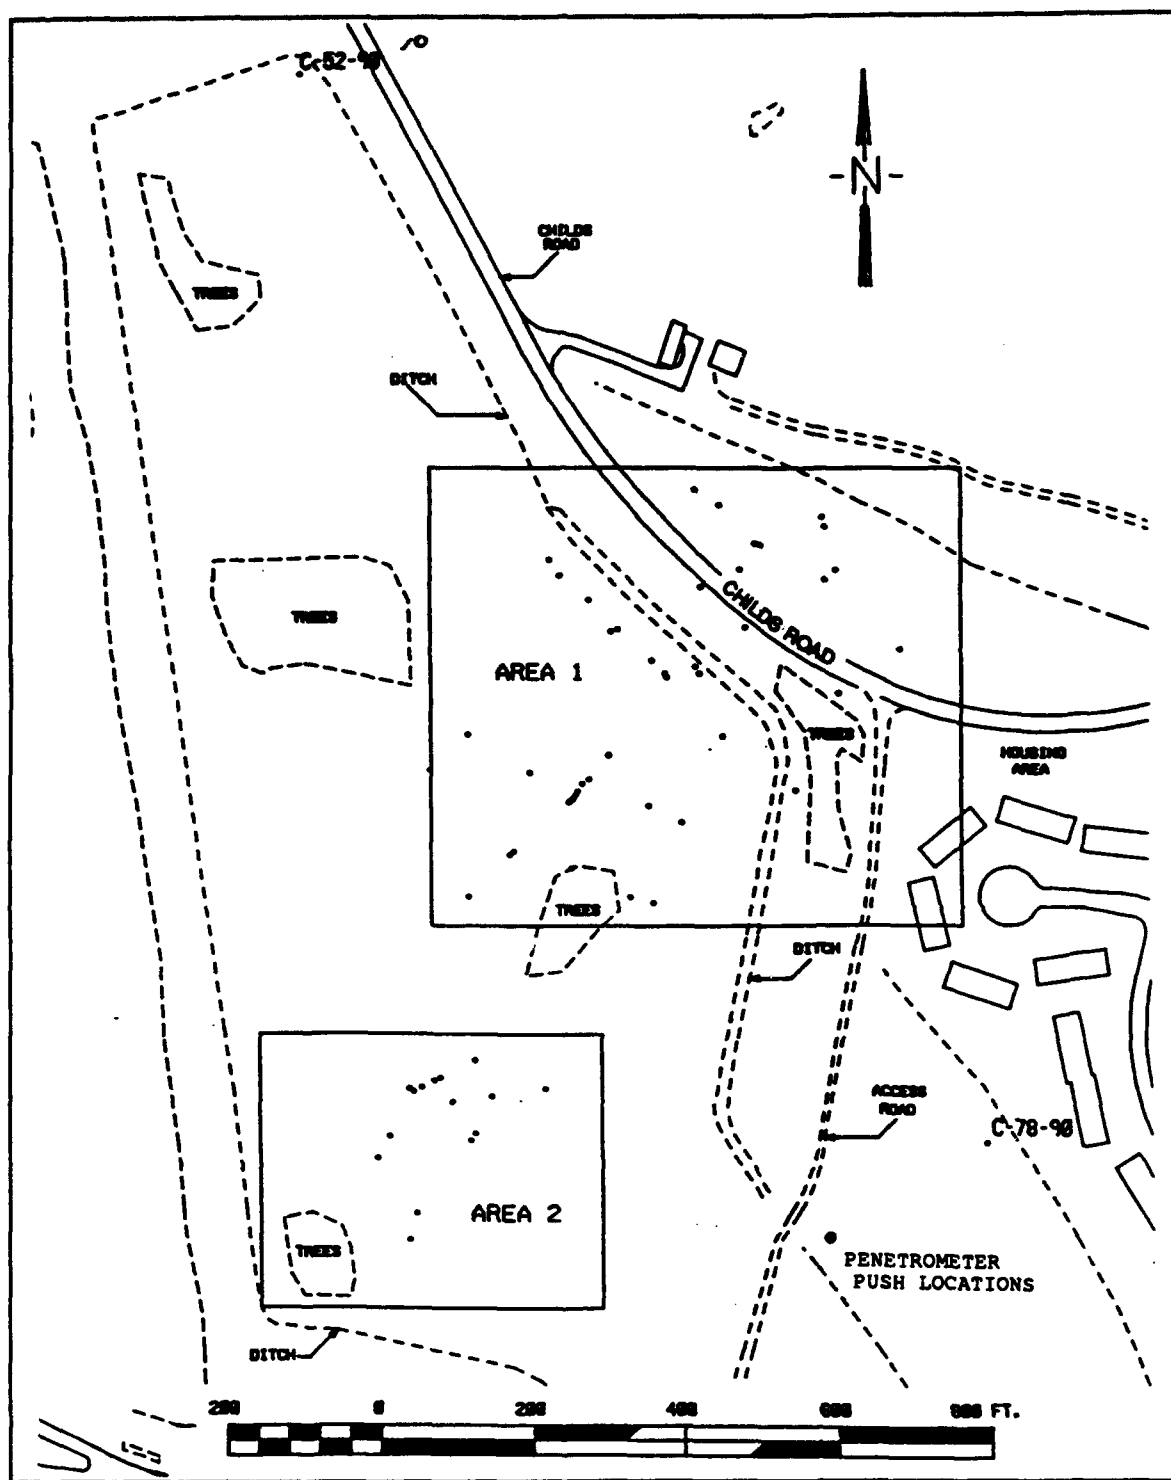 C-52-90
N
CHILDS
ROAD
TREES
DITCH
TREES
CHILDS ROAD
AREA 1
TREES
HOUSING
AREA
TREES
DITCH
ACCESS
ROAD
C-78-90
AREA 2
TREES
PENETROMETER
PUSH LOCATIONS
DITCH
200 0 200 400 600 800 FT.